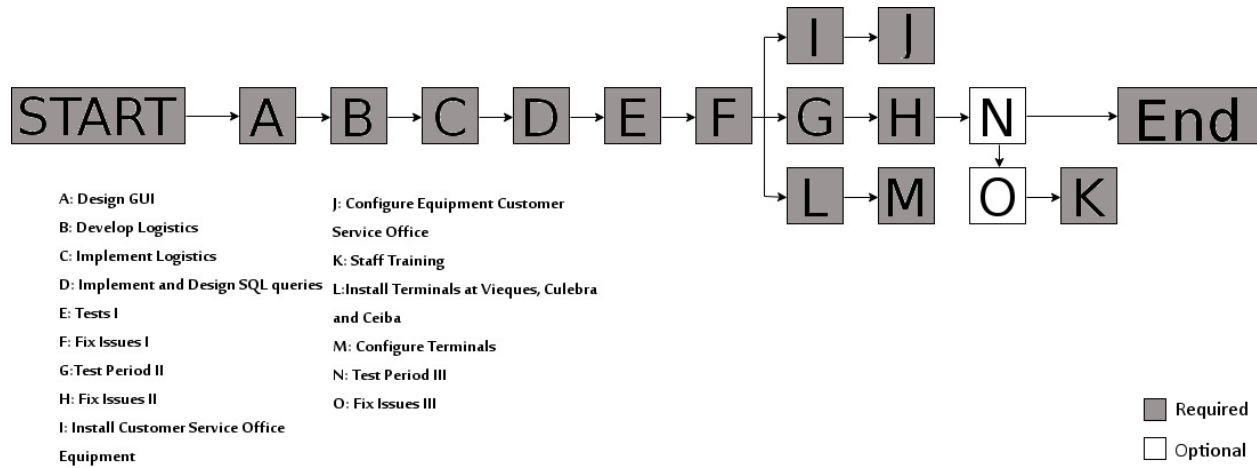 I J
START A B C D E F G H N End
L M O K
A: Design GUI
B: Develop Logistics
C: Implement Logistics
D: Implement and Design SQL queries
E: Tests I
F: Fix Issues I
G:Test Period II
H: Fix Issues II
I: Install Customer Service Office
Equipment
J: Configure Equipment Customer
Service Office
K: Staff Training
L:Install Terminals at Vieques, Culebra
and Ceiba
M: Configure Terminals
N: Test Period III
O: Fix Issues III
Required
Optional